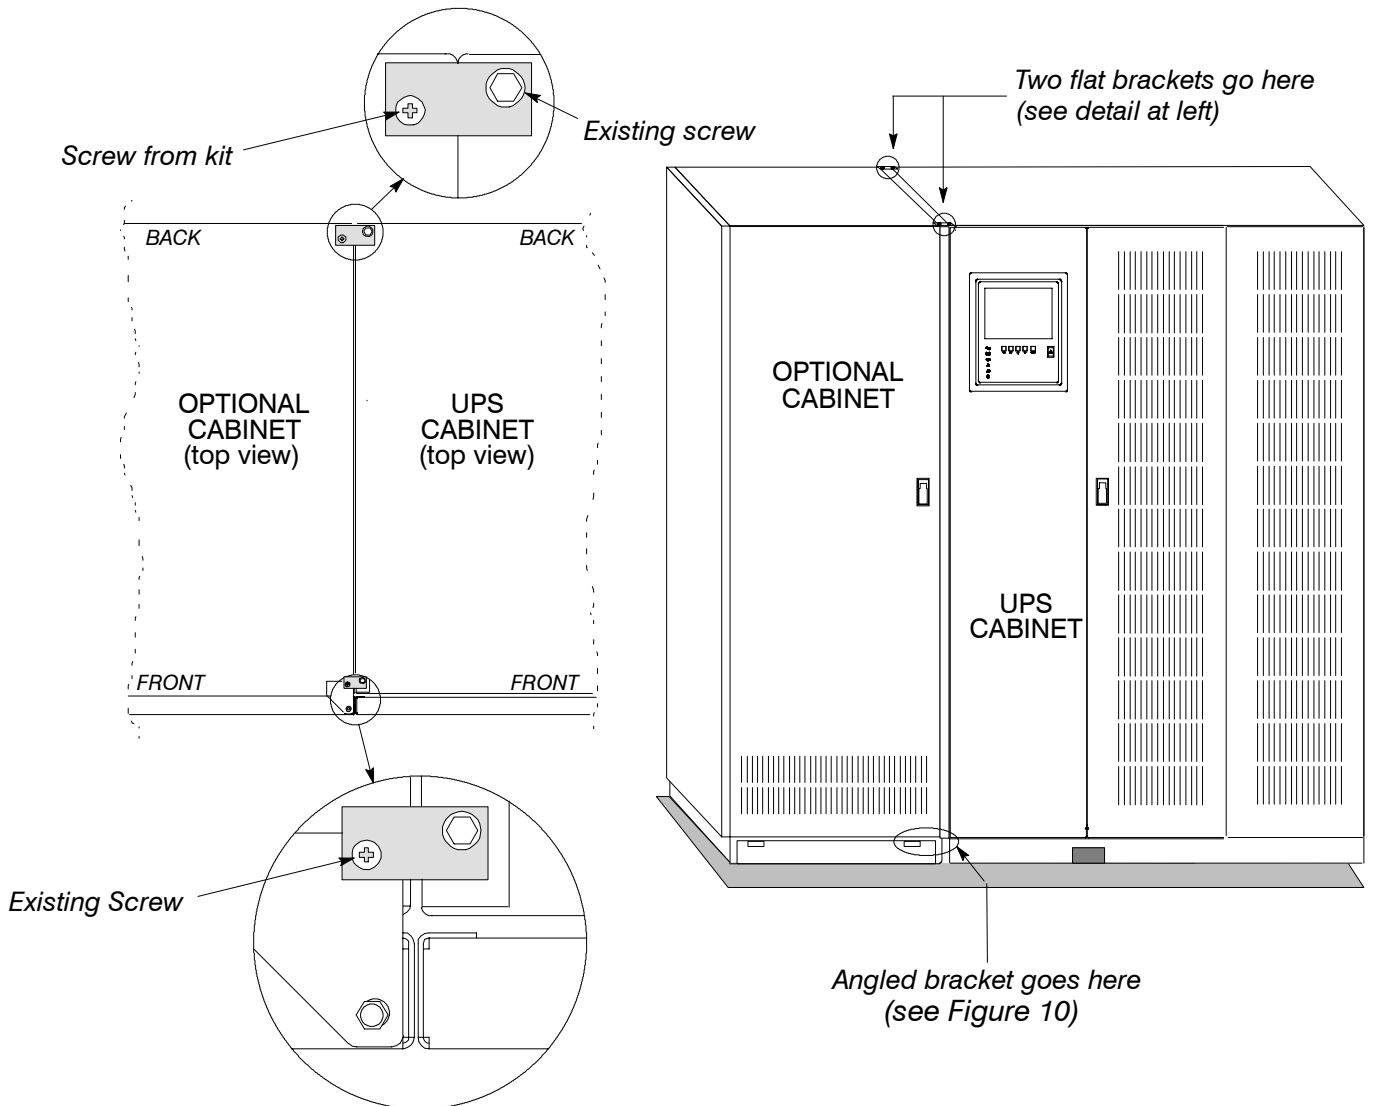 Screw from kit
Existing screw
Two flat brackets go here
(see detail at left)
BACK
BACK
OPTIONAL
CABINET
(top view)
UPS
CABINET
(top view)
FRONT
FRONT
Existing Screw
OPTIONAL
CABINET
UPS
CABINET
Angled bracket goes here
(see Figure 10)